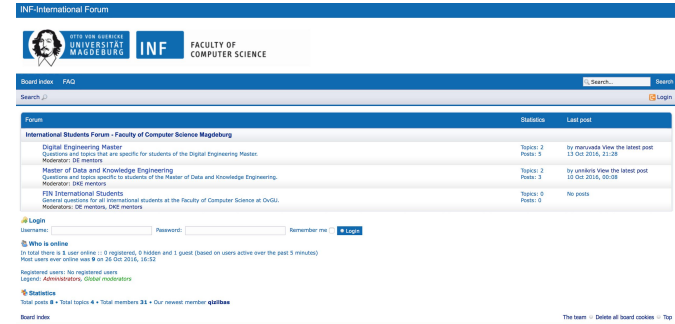 INF-International Forum
OTTO VON GUERICKE
UNIVERSITÄT
MAGDEBURG
INF
FACULTY OF
COMPUTER SCIENCE
Board index FAQ
Search... Search
Search Login
Forum Statistics Last post
International Students Forum - Faculty of Computer Science Magdeburg
Digital Engineering Master
Questions and topics that are specific for students of the Digital Engineering Master.
Moderator: DE mentors
Topics: 2
Posts: 5
by maruvada View the latest post
13 Oct 2016, 21:28
Master of Data and Knowledge Engineering
Questions and topics specific to students of the Master of Data and Knowledge Engineering.
Moderator: DKE mentors
Topics: 2
Posts: 3
by unnikris View the latest post
10 Oct 2016, 00:08
FIN International Students
General questions for all international students at the Faculty of Computer Science at OvGU.
Moderators: DE mentors, DKE mentors
Topics: 0
Posts: 0
No posts
Login
Username: Password: Remember me Login
Who is online
In total there is 1 user online :: 0 registered, 0 hidden and 1 guest (based on users active over the past 5 minutes)
Most users ever online was 9 on 26 Oct 2016, 16:52
Registered users: No registered users
Legend: Administrators, Global moderators
Statistics
Total posts 8 • Total topics 4 • Total members 31 • Our newest member qizilbas
Board index The team Delete all board cookies Top